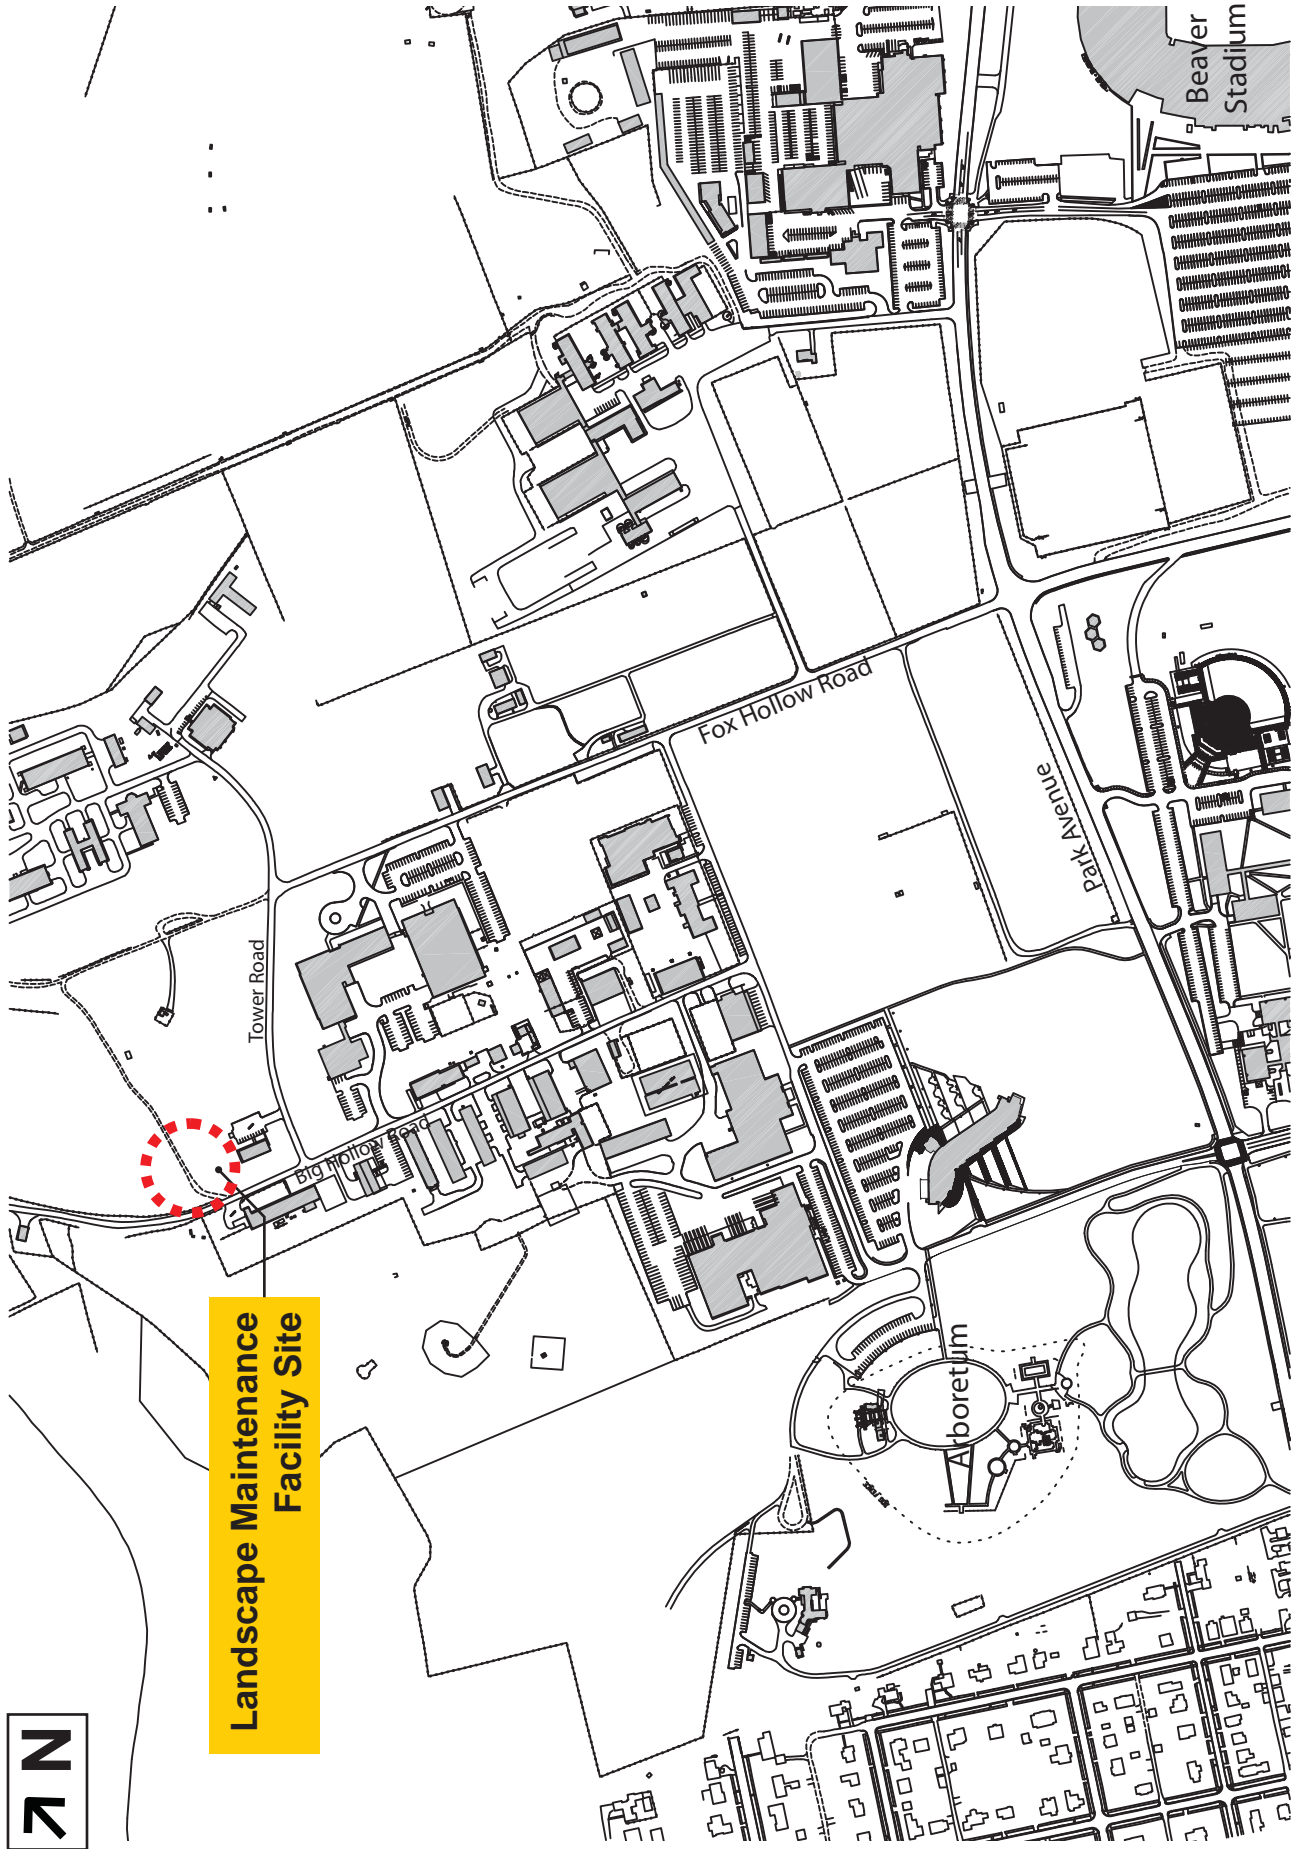 N
Landscape Maintenance
Facility Site
Tower Road
Big Hollow Road
Fox Hollow Road
Park Avenue
Arboretum
Beaver
Stadium